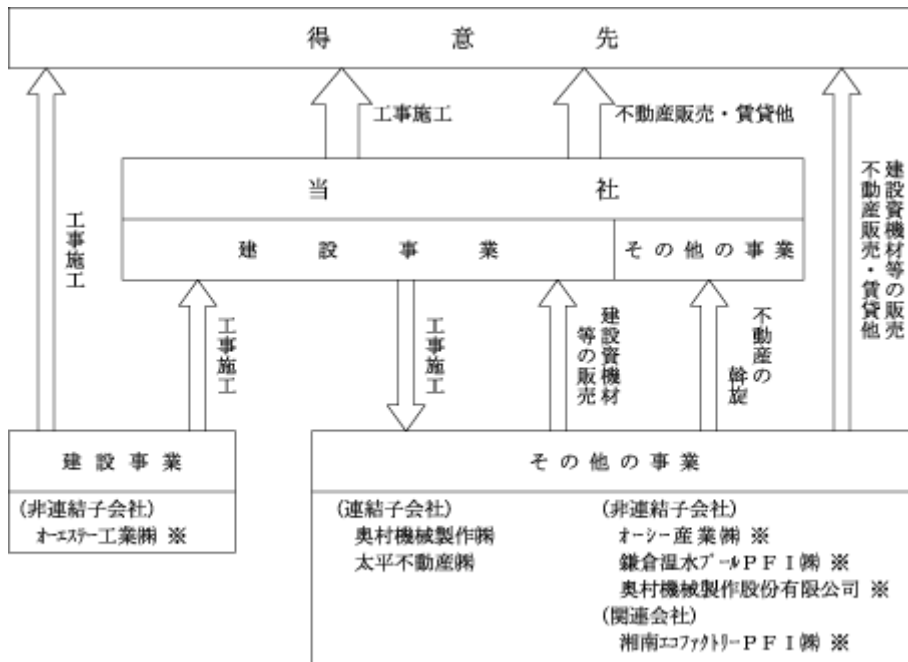 得意先
工事施工
不動産販売・賃貸他
当社
建設事業
その他の事業
工事施工
工事施工
工事施工
建設資機材
等の販売
不動産の
斡旋
建設資機材等の販売
不動産販売・賃貸他
建設事業
(非連結子会社)
ｵｰｴｽﾃｰ工業㈱ ※
その他の事業
(連結子会社)
奥村機械製作㈱
太平不動産㈱
(非連結子会社)
ｵｰｼｰ産業㈱ ※
鎌倉温水ﾌﾟｰﾙＰＦＩ㈱ ※
奥村機械製作股份有限公司 ※
(関連会社)
湘南ｴｺﾌｧｸﾄﾘｰＰＦＩ㈱ ※